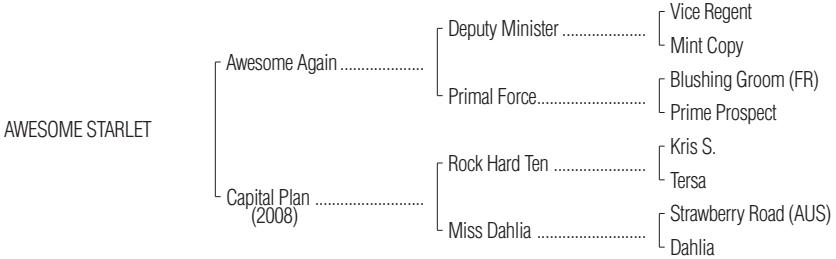 Vice Regent
Deputy Minister ....................
Mint Copy
Awesome Again ....................
Blushing Groom (FR)
Primal Force..........................
Prime Prospect
AWESOME STARLET
Kris S.
Rock Hard Ten ......................
Tersa
Capital Plan ..........................
(2008)
Strawberry Road (AUS)
Miss Dahlia ..........................
Dahlia